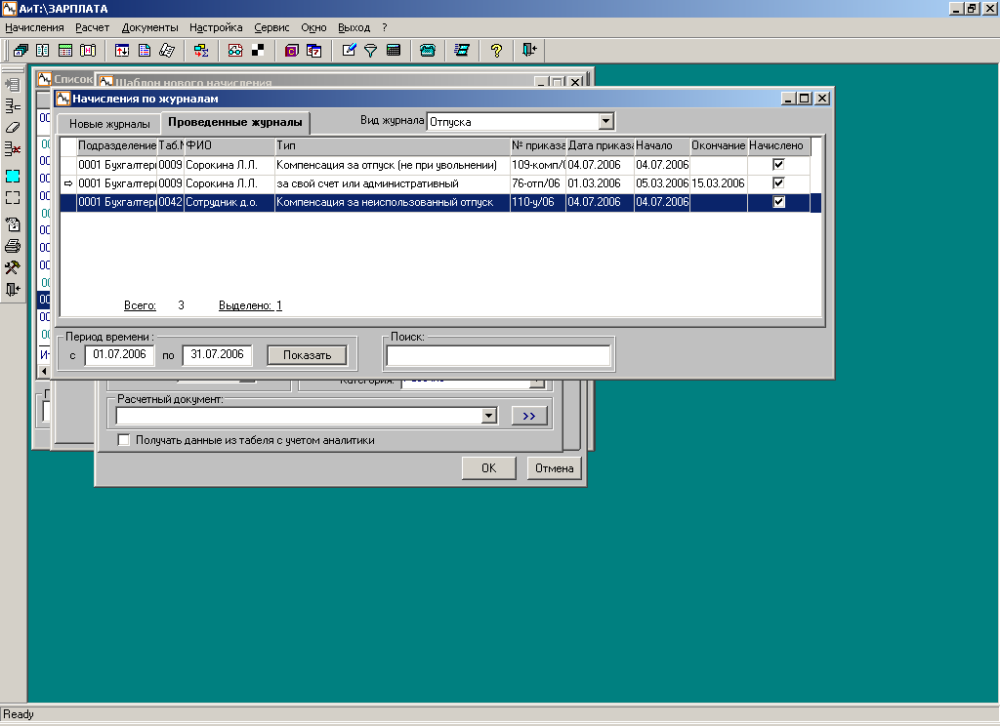 АиТ:\ЗАРПЛАТА
Начисления Расчет Документы Настройка Сервис Окно Выход ?
Список
Шаблон нового начисления
Начисления по журналам
Новые журналы Проведенные журналы Вид журнала Отпуска
Подразделение Таб.№ ФИО Тип № приказа Дата приказа Начало Окончание Начислено
0001 Бухгалтер 0009 Сорокина Л.Л. Компенсация за отпуск (не при увольнении) 109-комп/ 04.07.2006 04.07.2006
0001 Бухгалтер 0009 Сорокина Л.Л. за свой счет или административный 76-отп/06 01.03.2006 05.03.2006 15.03.2006
0001 Бухгалтер 0042 Сотрудник д.о. Компенсация за неиспользованный отпуск 110-у/06 04.07.2006 04.07.2006
Всего: 3 Выделено: 1
Период времени :
с 01.07.2006 по 31.07.2006 Показать
Поиск:
Категория:
Расчетный документ:
>>
Получать данные из табеля с учетом аналитики
OK Отмена
Ready